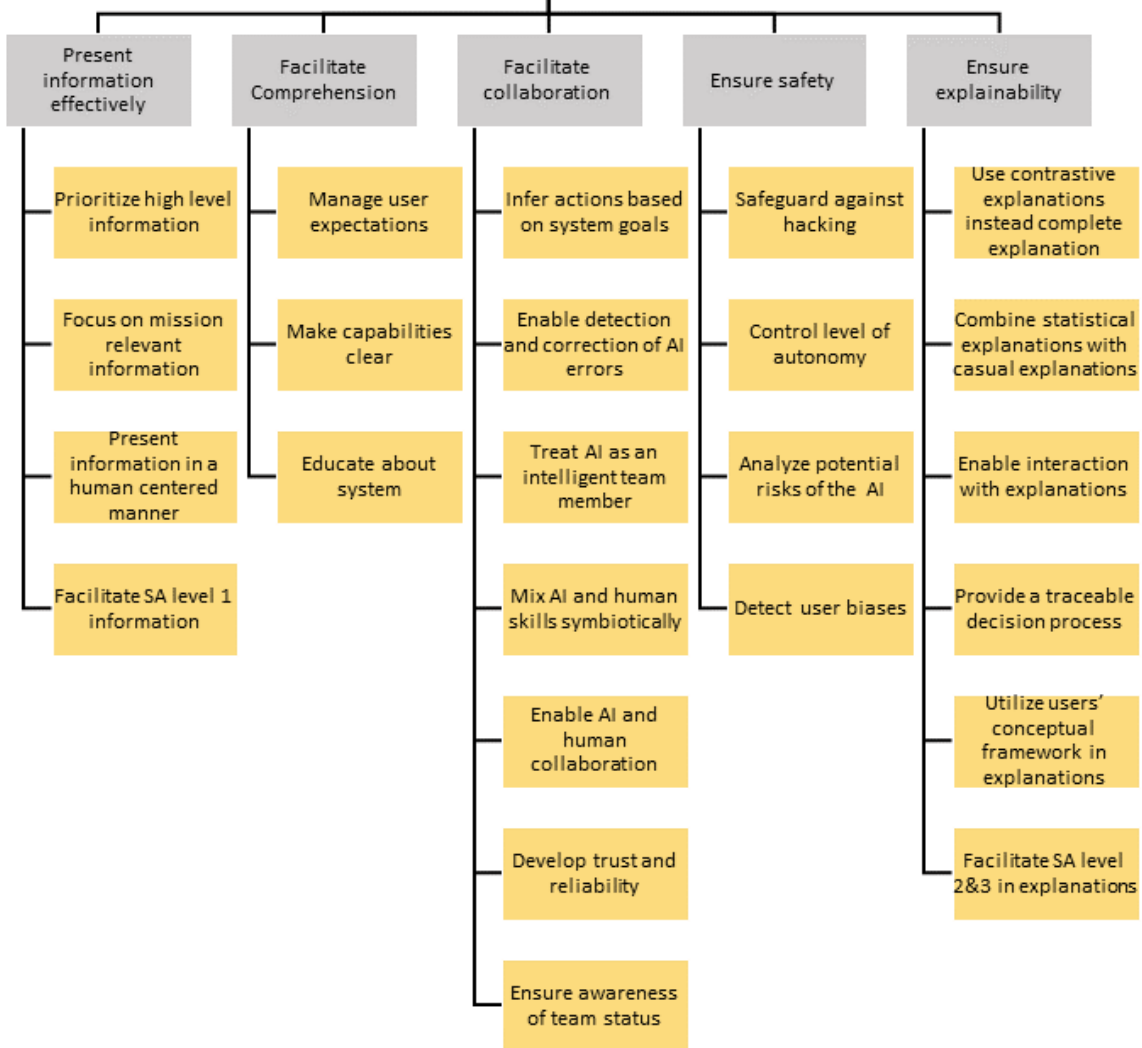 Present
information
effectively
Facilitate
Comprehension
Facilitate
collaboration
Ensure safety
Ensure
explainability
Prioritize high level
information
Focus on mission
relevant
information
Present
information in a
human centered
manner
Facilitate SA level 1
information
Manage user
expectations
Make capabilities
clear
Educate about
system
Infer actions based
on system goals
Enable detection
and correction of AI
errors
Treat AI as an
intelligent team
member
Mix AI and human
skills symbiotically
Enable AI and
human
collaboration
Develop trust and
reliability
Ensure awareness
of team status
Safeguard against
hacking
Control level of
autonomy
Analyze potential
risks of the AI
Detect user biases
Use contrastive
explanations
instead complete
explanation
Combine statistical
explanations with
casual explanations
Enable interaction
with explanations
Provide a traceable
decision process
Utilize users’
conceptual
framework in
explanations
Facilitate SA level
2&3 in explanations